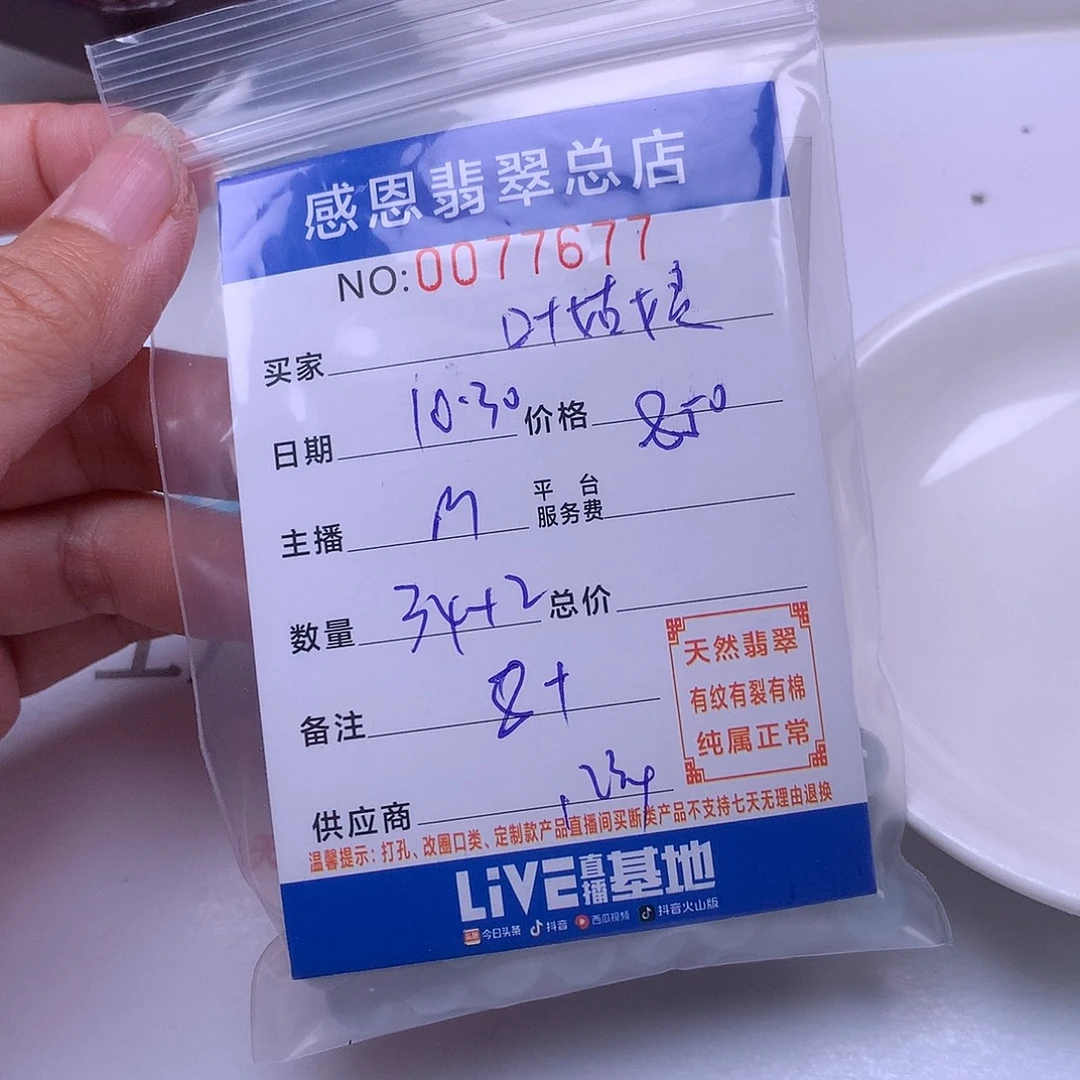 感恩翡翠总店
NO:0077677
买家 叶姑娘
日期 10.30 价格 850
主播 M 平台服务费
数量 34+2 总价
备注 8+
供应商 1234
天然翡翠
有纹有裂有棉
纯属正常
温馨提示：打孔、改圈口类、定制款产品直播间买断类产品不支持七天无理由退换
LiVE直播基地
今日头条 抖音 西瓜视频 抖音火山版